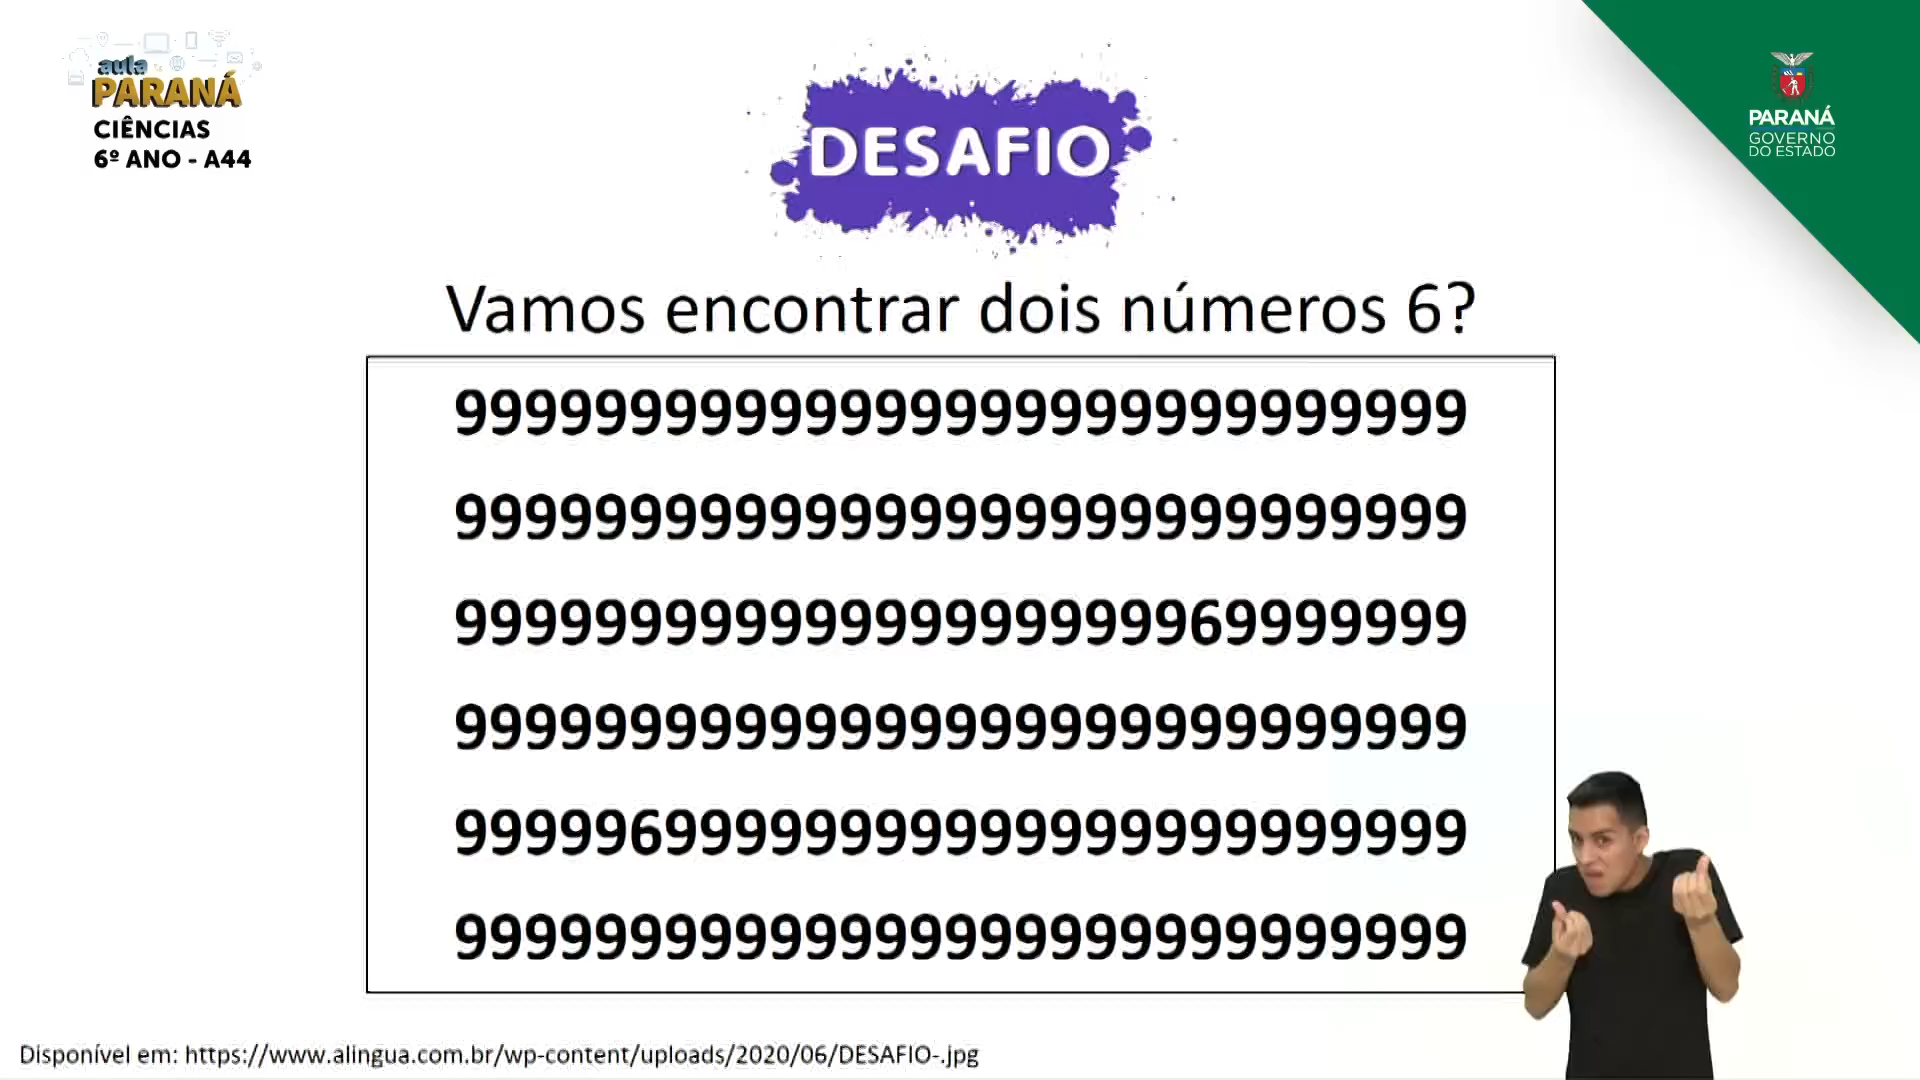 aula
PARANÁ
CIÊNCIAS
6º ANO - A44
DESAFIO
PARANÁ
GOVERNO
DO ESTADO
Vamos encontrar dois números 6?
99999999999999999999999999999
99999999999999999999999999999
99999999999999999999969999999
99999999999999999999999999999
99999699999999999999999999999
99999999999999999999999999999
Disponível em: https://www.alingua.com.br/wp-content/uploads/2020/06/DESAFIO-.jpg